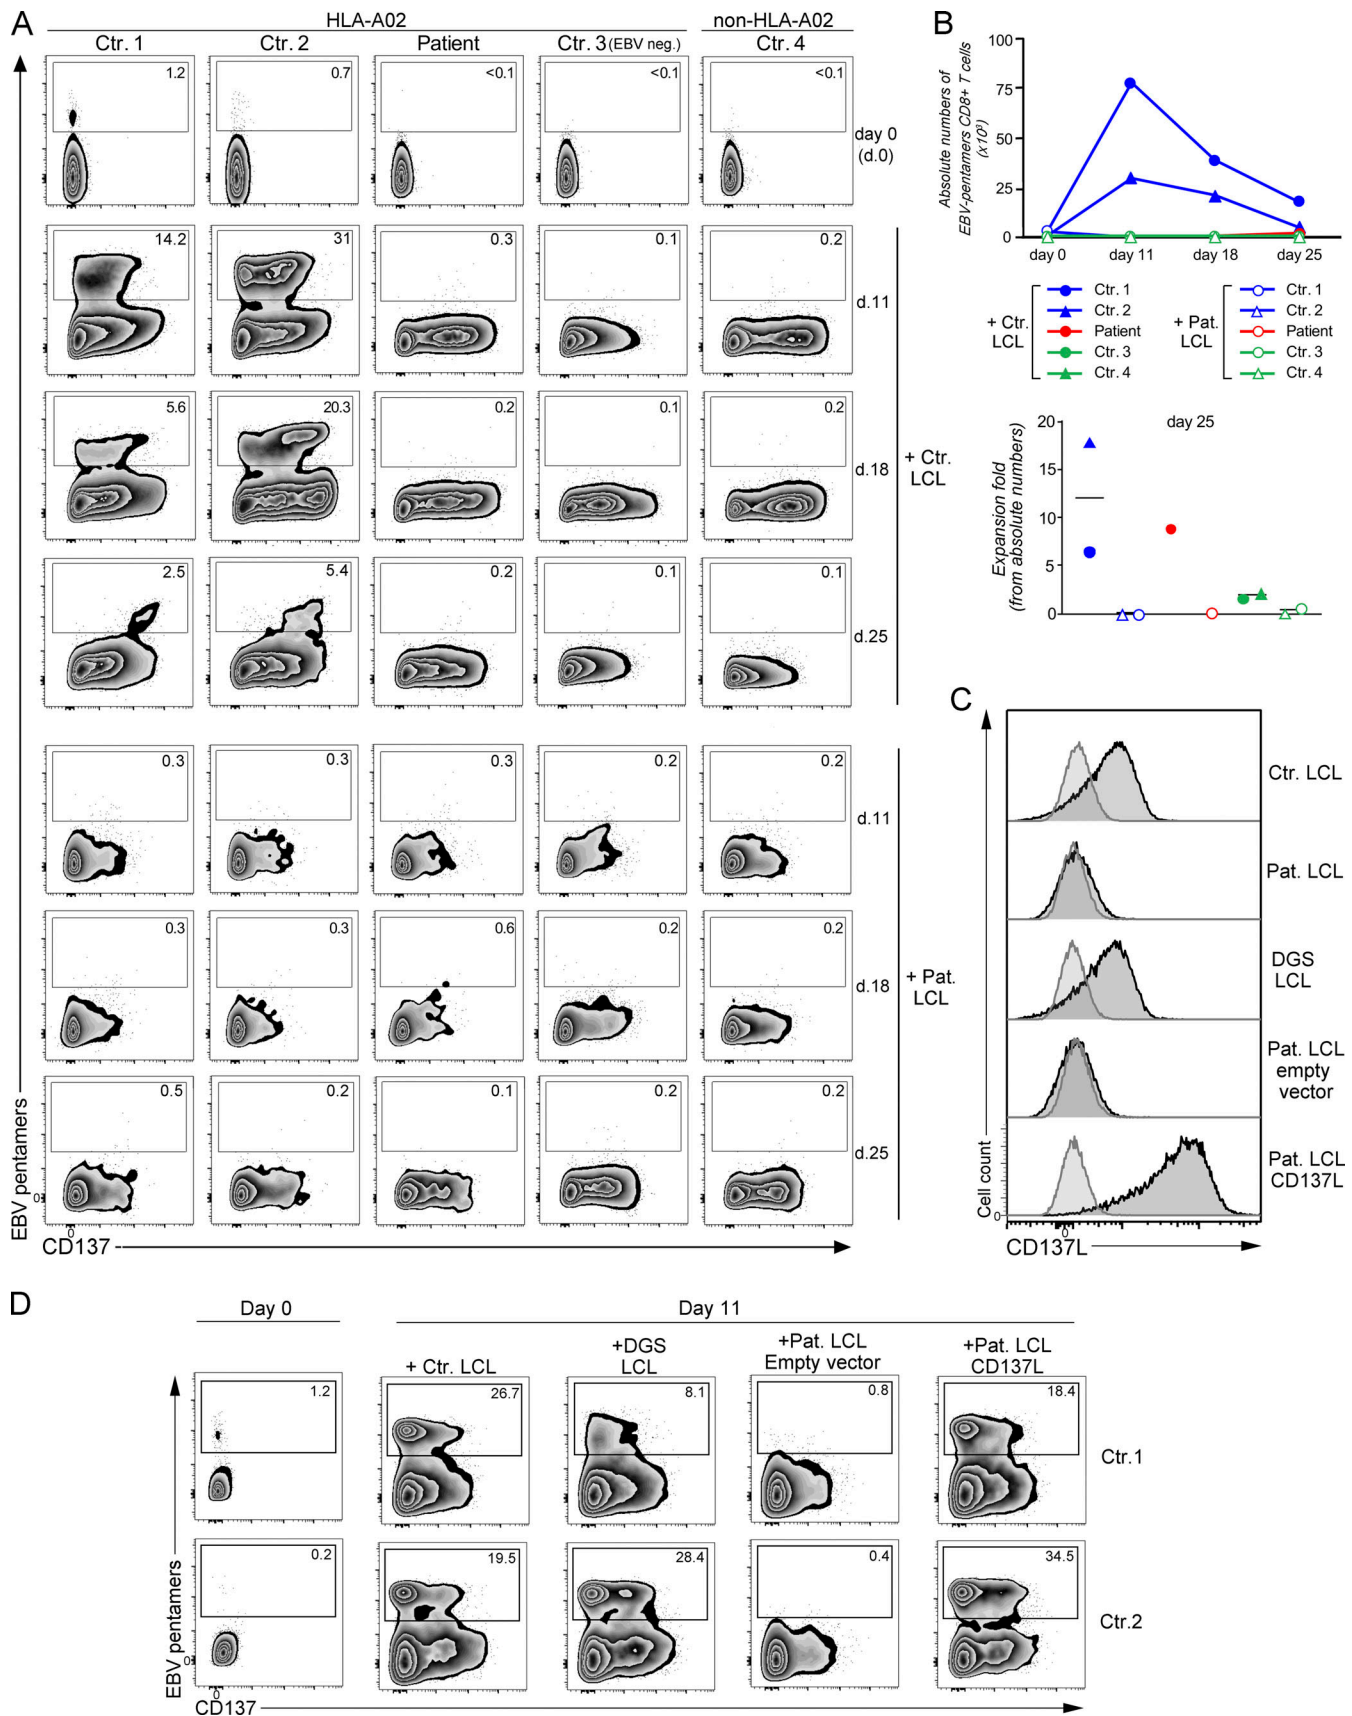 A
HLA-A02
non-HLA-A02
Ctr. 1
Ctr. 2
Patient
Ctr. 3 (EBV neg.)
Ctr. 4
1.2
0.7
<0.1
<0.1
<0.1
day 0
(d.0)
14.2
31
0.3
0.1
0.2
d.11
5.6
20.3
0.2
0.1
0.2
d.18
+ Ctr.
LCL
2.5
5.4
0.2
0.1
0.1
d.25
0.3
0.3
0.3
0.2
0.2
d.11
0.3
0.3
0.6
0.2
0.2
d.18
+ Pat.
LCL
0.5
0.2
0.1
0.2
0.2
d.25
EBV pentamers
0
0
CD137
B
Absolute numbers of
EBV-pentamers CD8+ T cells
(x10³)
100
75
50
25
0
day 0
day 11
day 18
day 25
+ Ctr.
LCL
Ctr. 1
Ctr. 2
Patient
Ctr. 3
Ctr. 4
+ Pat.
LCL
Ctr. 1
Ctr. 2
Patient
Ctr. 3
Ctr. 4
day 25
Expansion fold
(from absolute numbers)
20
15
10
5
0
C
Ctr. LCL
Pat. LCL
DGS
LCL
Pat. LCL
empty
vector
Pat. LCL
CD137L
Cell count
0
0
CD137L
D
Day 0
Day 11
+ Ctr. LCL
+DGS
LCL
+Pat. LCL
Empty vector
+Pat. LCL
CD137L
1.2
26.7
8.1
0.8
18.4
Ctr.1
0.2
19.5
28.4
0.4
34.5
Ctr.2
EBV pentamers
0
0
CD137